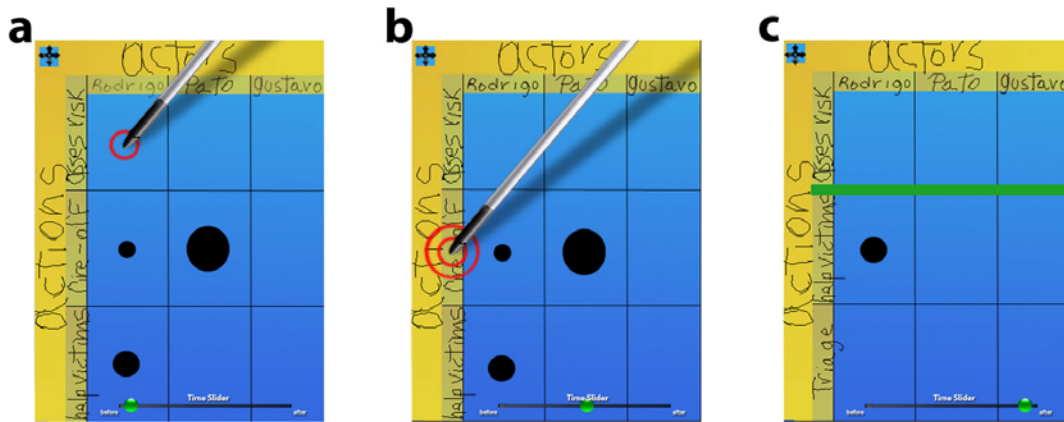 a
actors
Rodrigo Pato gustavo
actions
asses risk
fire-off
help victims
Time Slider
before after
b
actors
Rodrigo Pato gustavo
actions
asses risk
help victims
Time Slider
before after
c
actors
Rodrigo Pato gustavo
actions
asses risk
help victims
Triage
Time Slider
before after